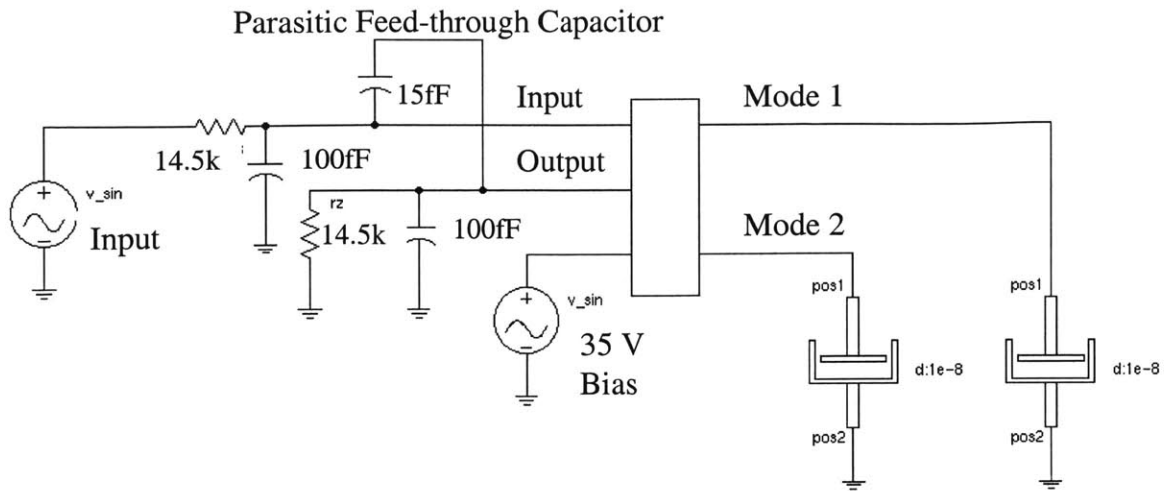 Parasitic Feed-through Capacitor
15fF
Input
Mode 1
14.5k
100fF
Output
v_sin
Input
rz
14.5k
100fF
Mode 2
v_sin
35 V
Bias
pos1
pos1
d:1e-8
d:1e-8
pos2
pos2